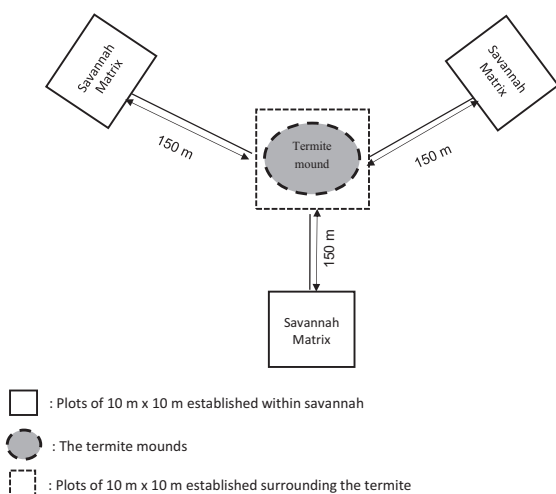 Savannah
Matrix
Savannah
Matrix
150 m
Termite
mound
150 m
150 m
Savannah
Matrix
: Plots of 10 m x 10 m established within savannah
: The termite mounds
: Plots of 10 m x 10 m established surrounding the termite